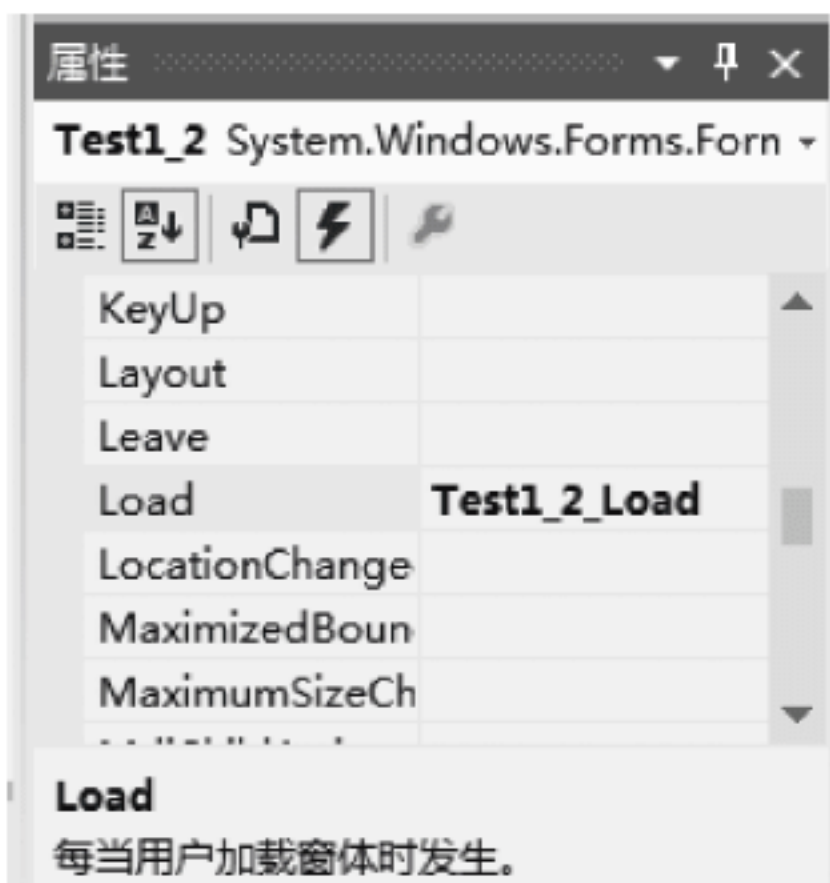 属性
Test1_2 System.Windows.Forms.Forn
KeyUp
Layout
Leave
Load Test1_2_Load
LocationChange
MaximizedBoun
MaximumSizeCh
Load
每当用户加载窗体时发生。